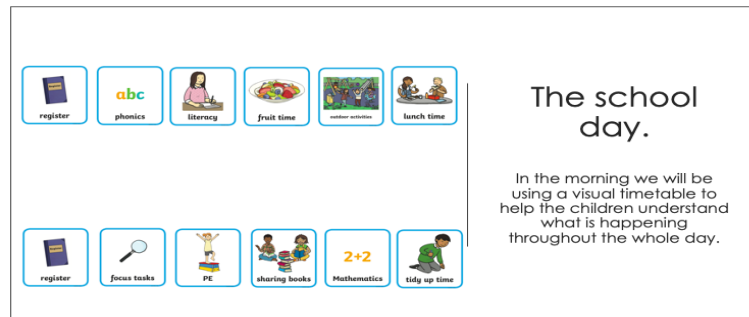 register
abc
phonics
literacy
fruit time
outdoor activities
lunch time
register
focus tasks
PE
sharing books
2+2
Mathematics
tidy up time
The school
day.
In the morning we will be
using a visual timetable to
help the children understand
what is happening
throughout the whole day.